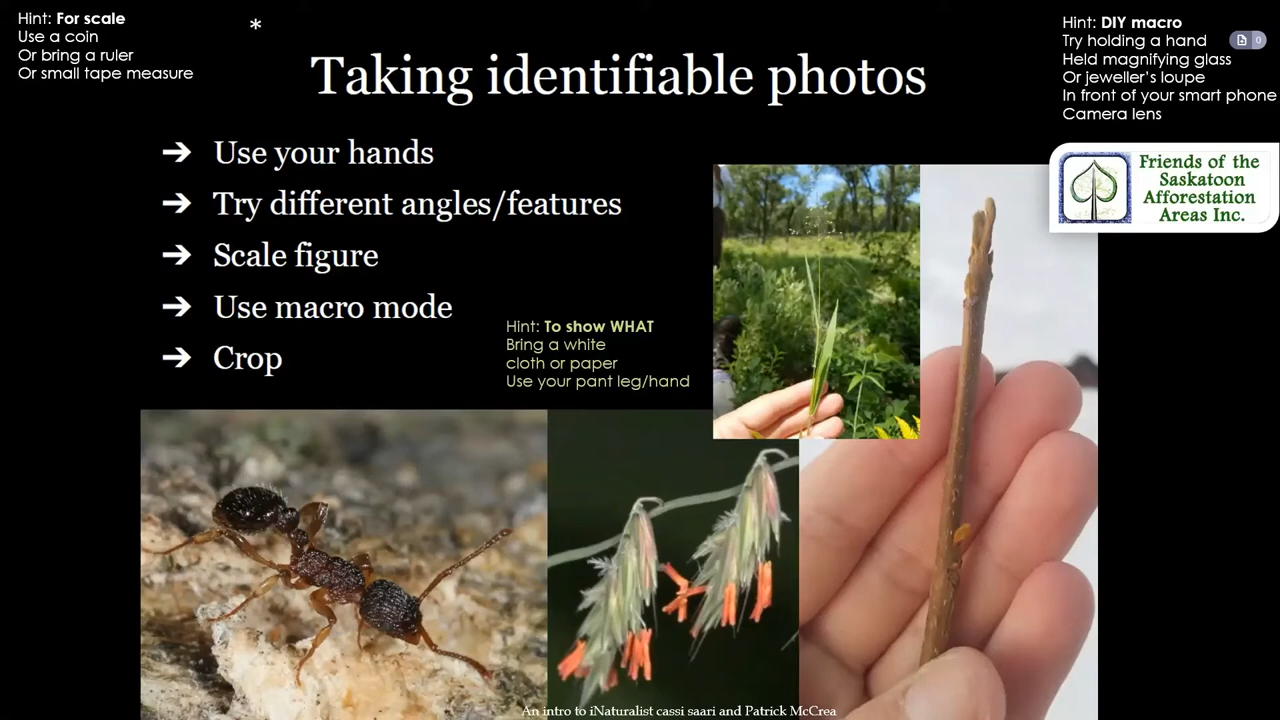 Hint: For scale
Use a coin
Or bring a ruler
Or small tape measure
*
Taking identifiable photos
Hint: DIY macro
Try holding a hand
0
Held magnifying glass
Or jeweller's loupe
In front of your smart phone
Camera lens
➔ Use your hands
➔ Try different angles/features
➔ Scale figure
➔ Use macro mode
➔ Crop
Friends of the
Saskatoon
Afforestation
Areas Inc.
Hint: To show WHAT
Bring a white
cloth or paper
Use your pant leg/hand
An intro to iNaturalist cassi saari and Patrick McCrea